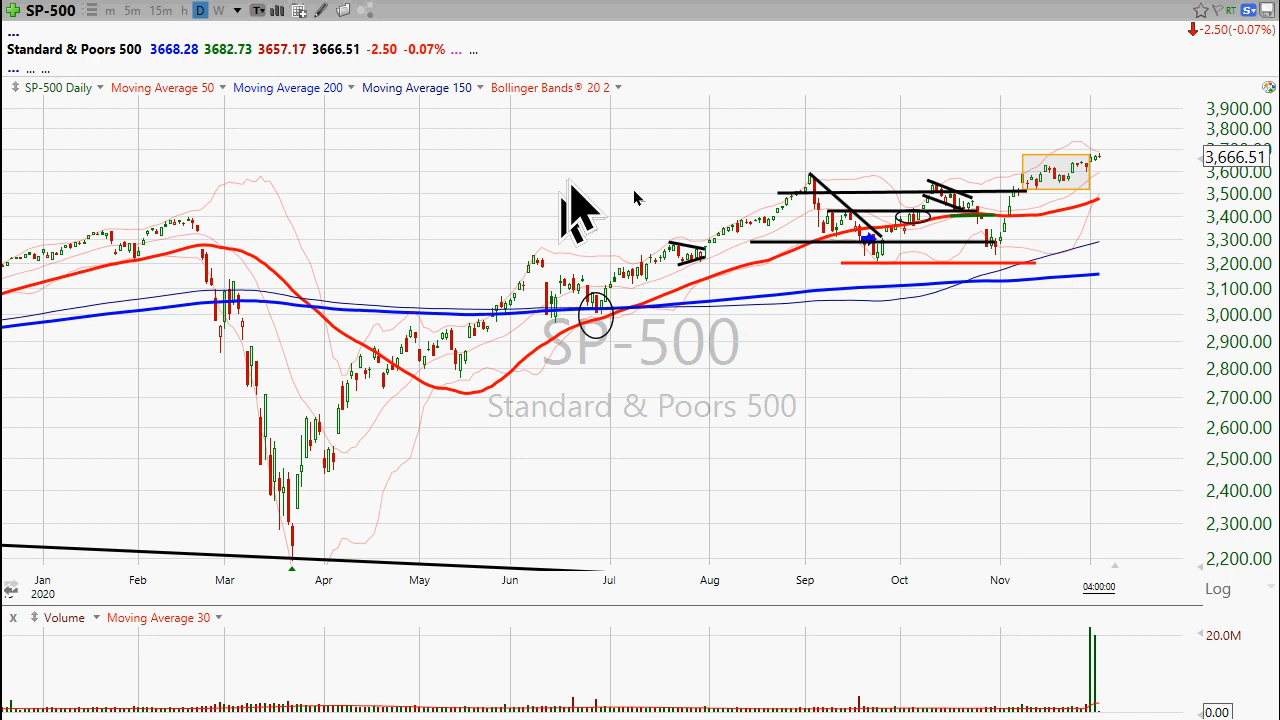 SP-500 m 5m 15m h D W T RT S
-2.50(-0.07%)
...
Standard & Poors 500 3668.28 3682.73 3657.17 3666.51 -2.50 -0.07% ... ...
... ... ...
SP-500 Daily Moving Average 50 Moving Average 200 Moving Average 150 Bollinger Bands® 20 2
3,900.00
3,800.00
3,666.51
3,600.00
3,500.00
3,400.00
3,300.00
3,200.00
3,100.00
3,000.00
SP-500
2,900.00
2,800.00
Standard & Poors 500
2,700.00
2,600.00
2,500.00
2,400.00
2,300.00
2,200.00
Jan Feb Mar Apr May Jun Jul Aug Sep Oct Nov 04:00:00
2020
Log
X Volume Moving Average 30
20.0M
0.00